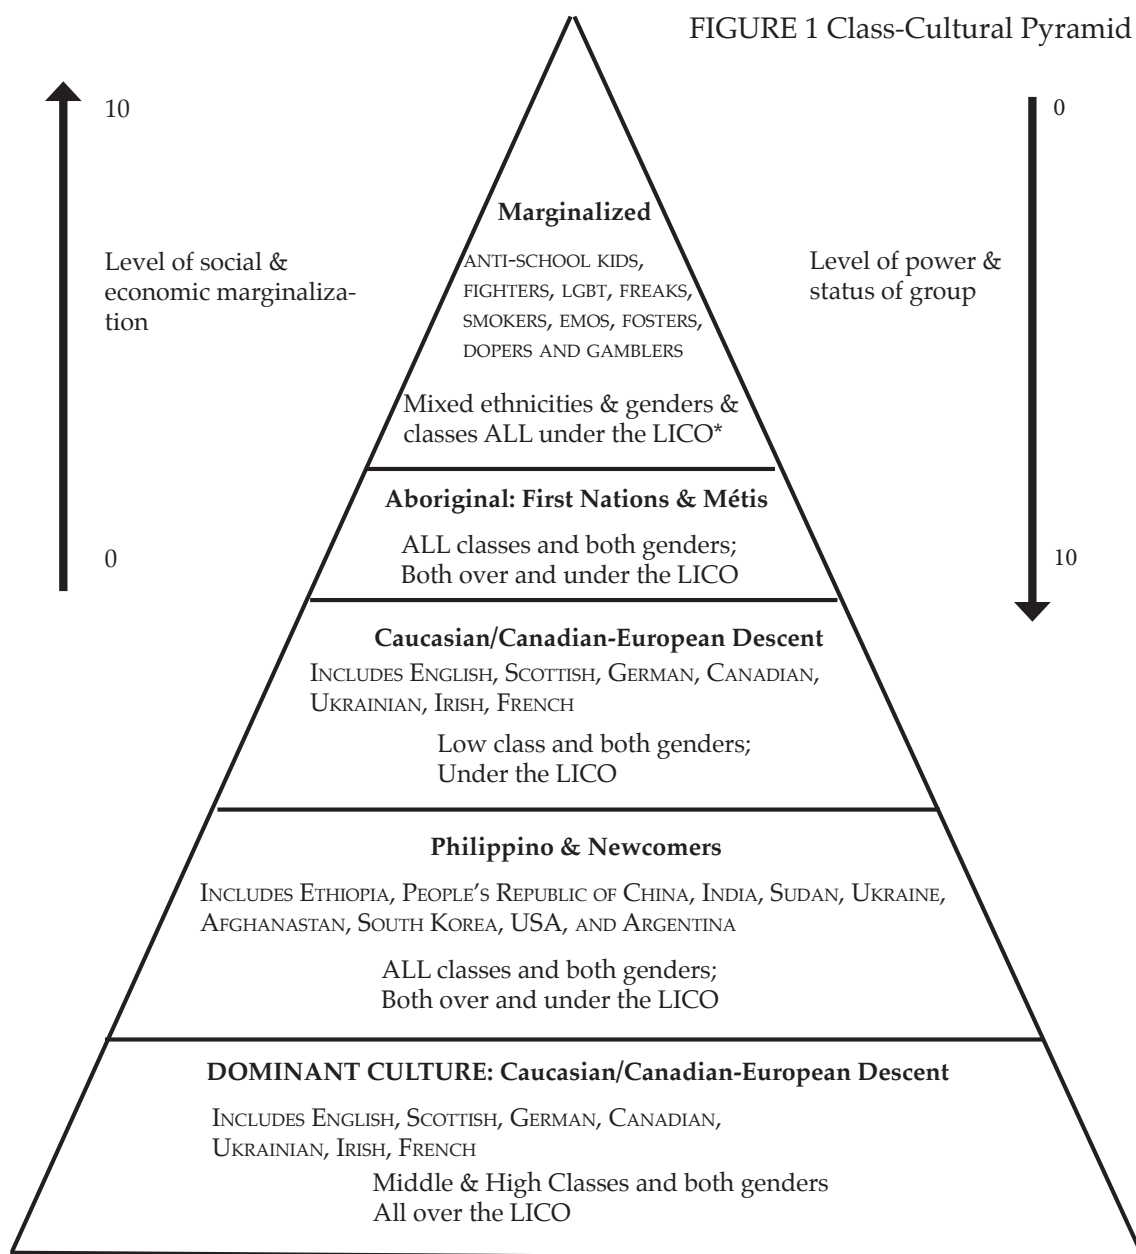 FIGURE 1 Class-Cultural Pyramid
10
0
Level of social &
economic marginaliza-
tion
0
Level of power &
status of group
10
Marginalized
ANTI-SCHOOL KIDS,
FIGHTERS, LGBT, FREAKS,
SMOKERS, EMOS, FOSTERS,
DOPERS AND GAMBLERS
Mixed ethnicities & genders &
classes ALL under the LICO*
Aboriginal: First Nations & Métis
ALL classes and both genders;
Both over and under the LICO
Caucasian/Canadian-European Descent
INCLUDES ENGLISH, SCOTTISH, GERMAN, CANADIAN,
UKRAINIAN, IRISH, FRENCH
Low class and both genders;
Under the LICO
Philippino & Newcomers
INCLUDES ETHIOPIA, PEOPLE'S REPUBLIC OF CHINA, INDIA, SUDAN, UKRAINE,
AFGHANASTAN, SOUTH KOREA, USA, AND ARGENTINA
ALL classes and both genders;
Both over and under the LICO
DOMINANT CULTURE: Caucasian/Canadian-European Descent
INCLUDES ENGLISH, SCOTTISH, GERMAN, CANADIAN,
UKRAINIAN, IRISH, FRENCH
Middle & High Classes and both genders
All over the LICO